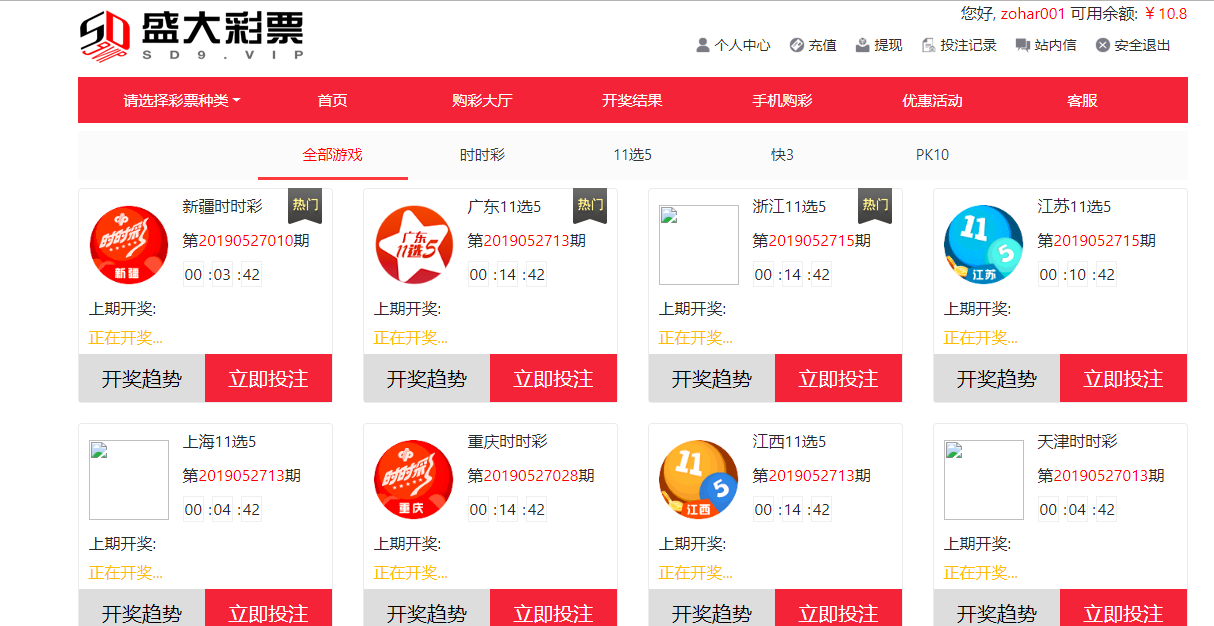 盛大彩票
SD9.VIP
您好, zohar001 可用余额: ￥10.8
个人中心 充值 提现 投注记录 站内信 安全退出
请选择彩票种类 首页 购彩大厅 开奖结果 手机购彩 优惠活动 客服
全部游戏 时时彩 11选5 快3 PK10
时时彩 新疆
新疆时时彩
热门
第20190527010期
00 :03 :42
上期开奖:
正在开奖...
开奖趋势 立即投注
广东 11选5
广东11选5
热门
第2019052713期
00 :14 :42
上期开奖:
正在开奖...
开奖趋势 立即投注
浙江11选5
热门
第2019052715期
00 :14 :42
上期开奖:
正在开奖...
开奖趋势 立即投注
11 5 江苏
江苏11选5
第2019052715期
00 :10 :42
上期开奖:
正在开奖...
开奖趋势 立即投注
上海11选5
第2019052713期
00 :04 :42
上期开奖:
正在开奖...
开奖趋势 立即投注
时时彩 重庆
重庆时时彩
第20190527028期
00 :14 :42
上期开奖:
正在开奖...
开奖趋势 立即投注
11 5 江西
江西11选5
第2019052713期
00 :14 :42
上期开奖:
正在开奖...
开奖趋势 立即投注
天津时时彩
第20190527013期
00 :04 :42
上期开奖:
正在开奖...
开奖趋势 立即投注